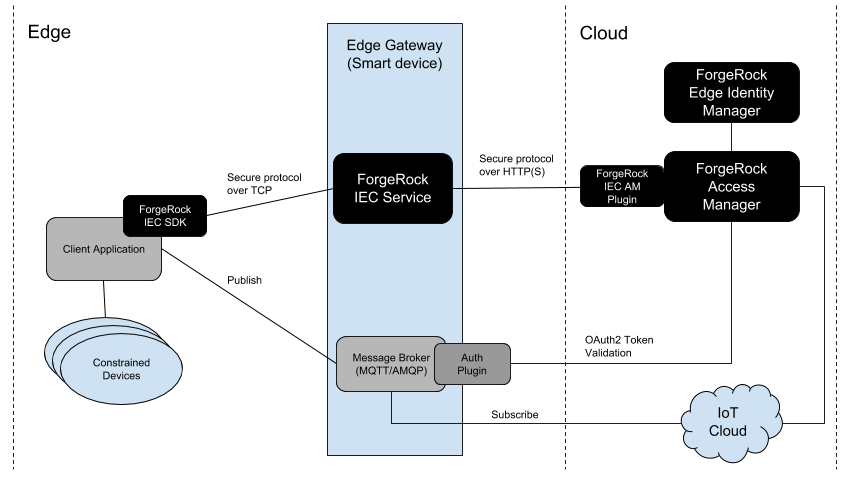 Edge
Edge Gateway
(Smart device)
Cloud
ForgeRock
Edge Identity
Manager
Secure protocol
over TCP
ForgeRock
IEC Service
Secure protocol
over HTTP(S)
ForgeRock
IEC AM
Plugin
ForgeRock
Access
Manager
ForgeRock
IEC SDK
Client Application
Publish
Constrained
Devices
Message Broker
(MQTT/AMQP)
Auth
Plugin
OAuth2 Token
Validation
Subscribe
IoT
Cloud